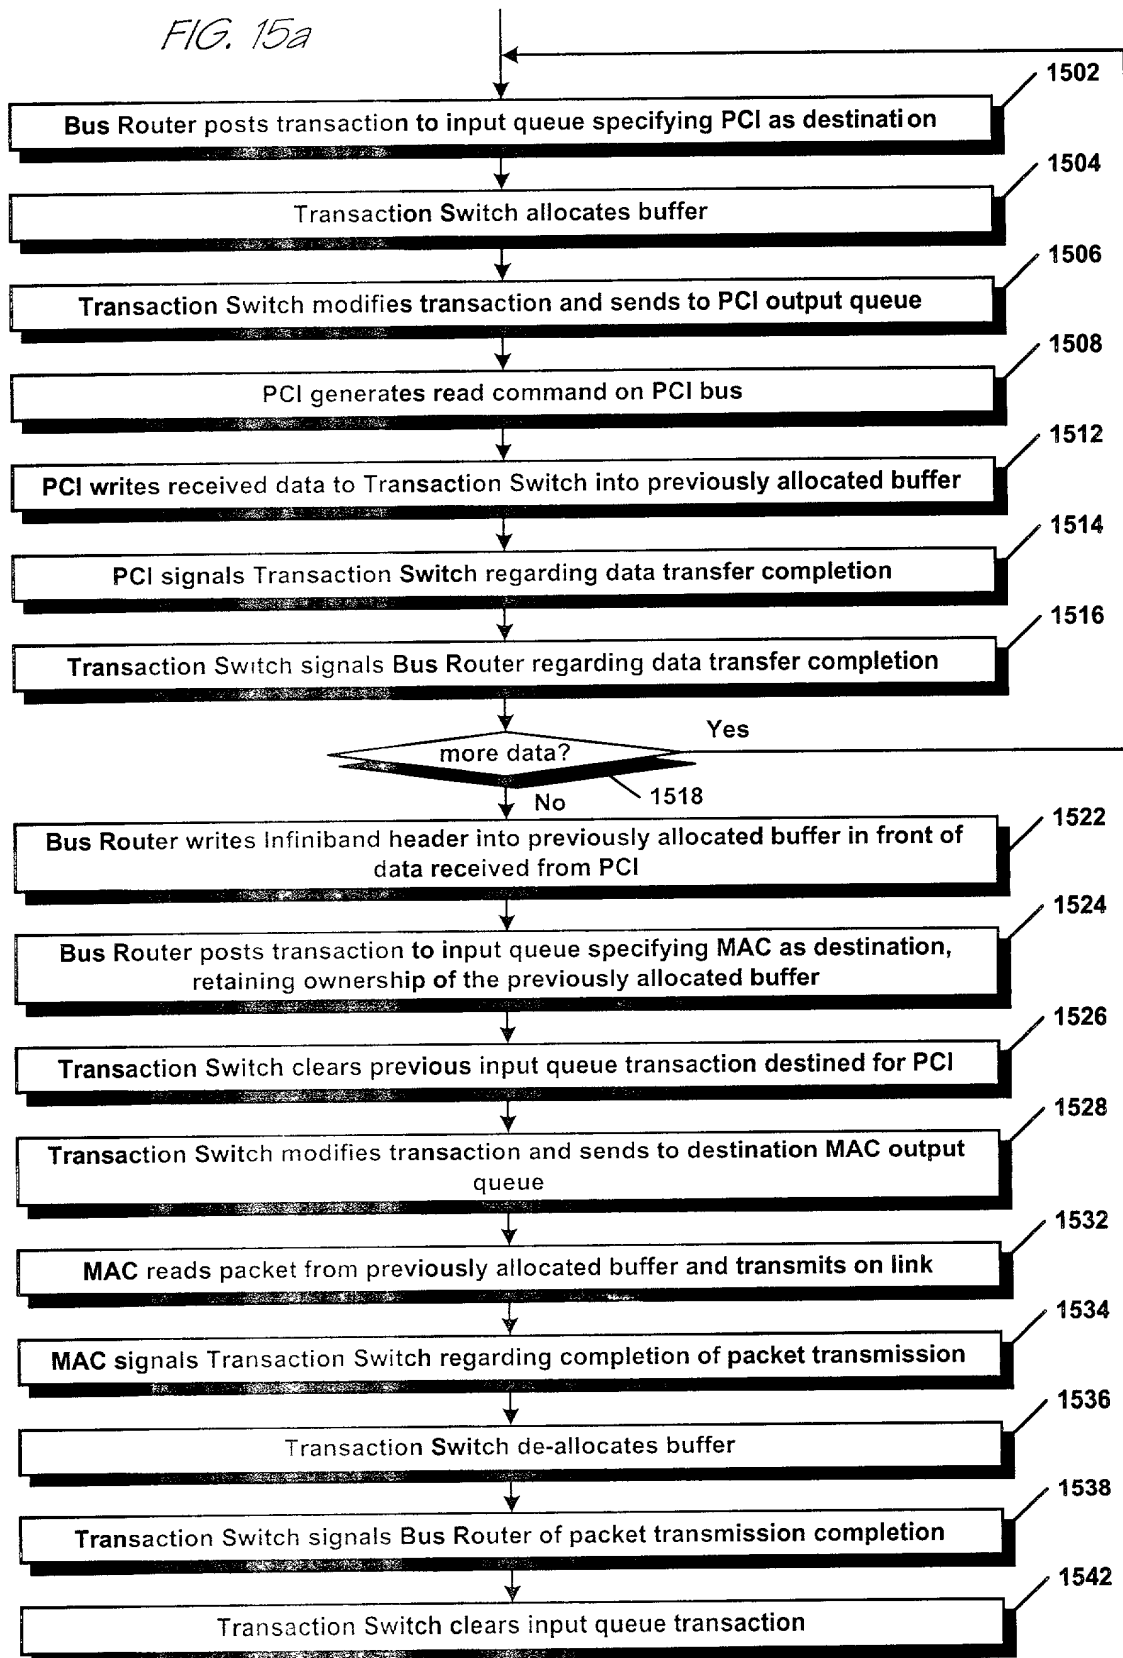 FIG. 15a
1502
Bus Router posts transaction to input queue specifying PCI as destination
1504
Transaction Switch allocates buffer
1506
Transaction Switch modifies transaction and sends to PCI output queue
1508
PCI generates read command on PCI bus
1512
PCI writes received data to Transaction Switch into previously allocated buffer
1514
PCI signals Transaction Switch regarding data transfer completion
1516
Transaction Switch signals Bus Router regarding data transfer completion
Yes
more data?
1518
No
1522
Bus Router writes Infiniband header into previously allocated buffer in front of
data received from PCI
1524
Bus Router posts transaction to input queue specifying MAC as destination,
retaining ownership of the previously allocated buffer
1526
Transaction Switch clears previous input queue transaction destined for PCI
1528
Transaction Switch modifies transaction and sends to destination MAC output
queue
1532
MAC reads packet from previously allocated buffer and transmits on link
1534
MAC signals Transaction Switch regarding completion of packet transmission
1536
Transaction Switch de-allocates buffer
1538
Transaction Switch signals Bus Router of packet transmission completion
1542
Transaction Switch clears input queue transaction